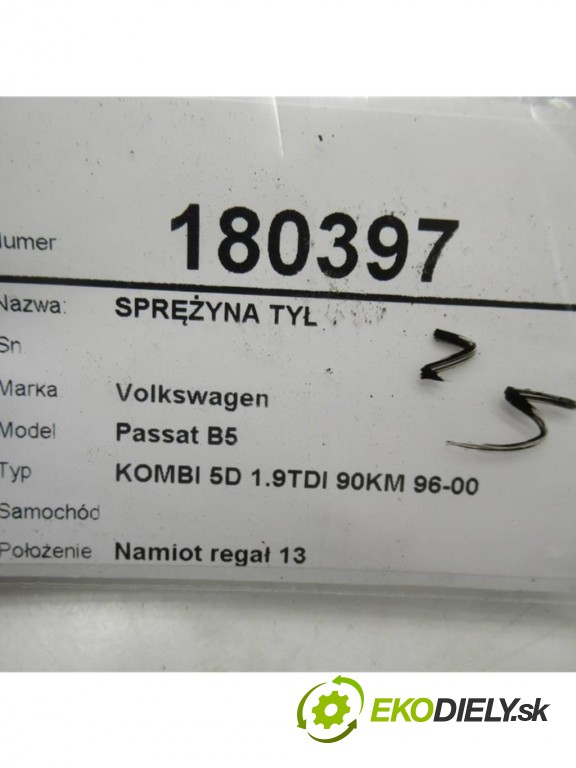 Numer 180397
Nazwa: SPRĘŻYNA TYŁ
Sn
Marka Volkswagen
Model Passat B5
Typ KOMBI 5D 1.9TDI 90KM 96-00
Samochód
Położenie Namiot regał 13
EKODIELY.sk